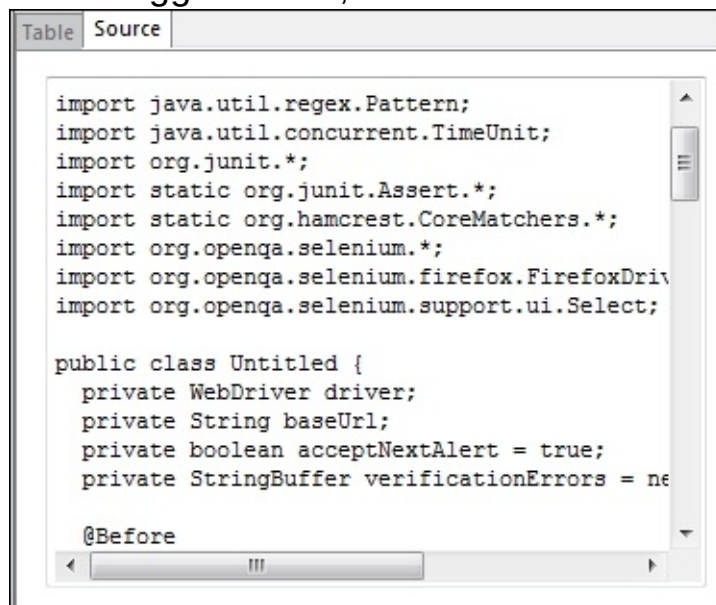 Table Source
import java.util.regex.Pattern;
import java.util.concurrent.TimeUnit;
import org.junit.*;
import static org.junit.Assert.*;
import static org.hamcrest.CoreMatchers.*;
import org.openqa.selenium.*;
import org.openqa.selenium.firefox.FirefoxDriv
import org.openqa.selenium.support.ui.Select;
public class Untitled {
private WebDriver driver;
private String baseUrl;
private boolean acceptNextAlert = true;
private StringBuffer verificationErrors = ne
@Before